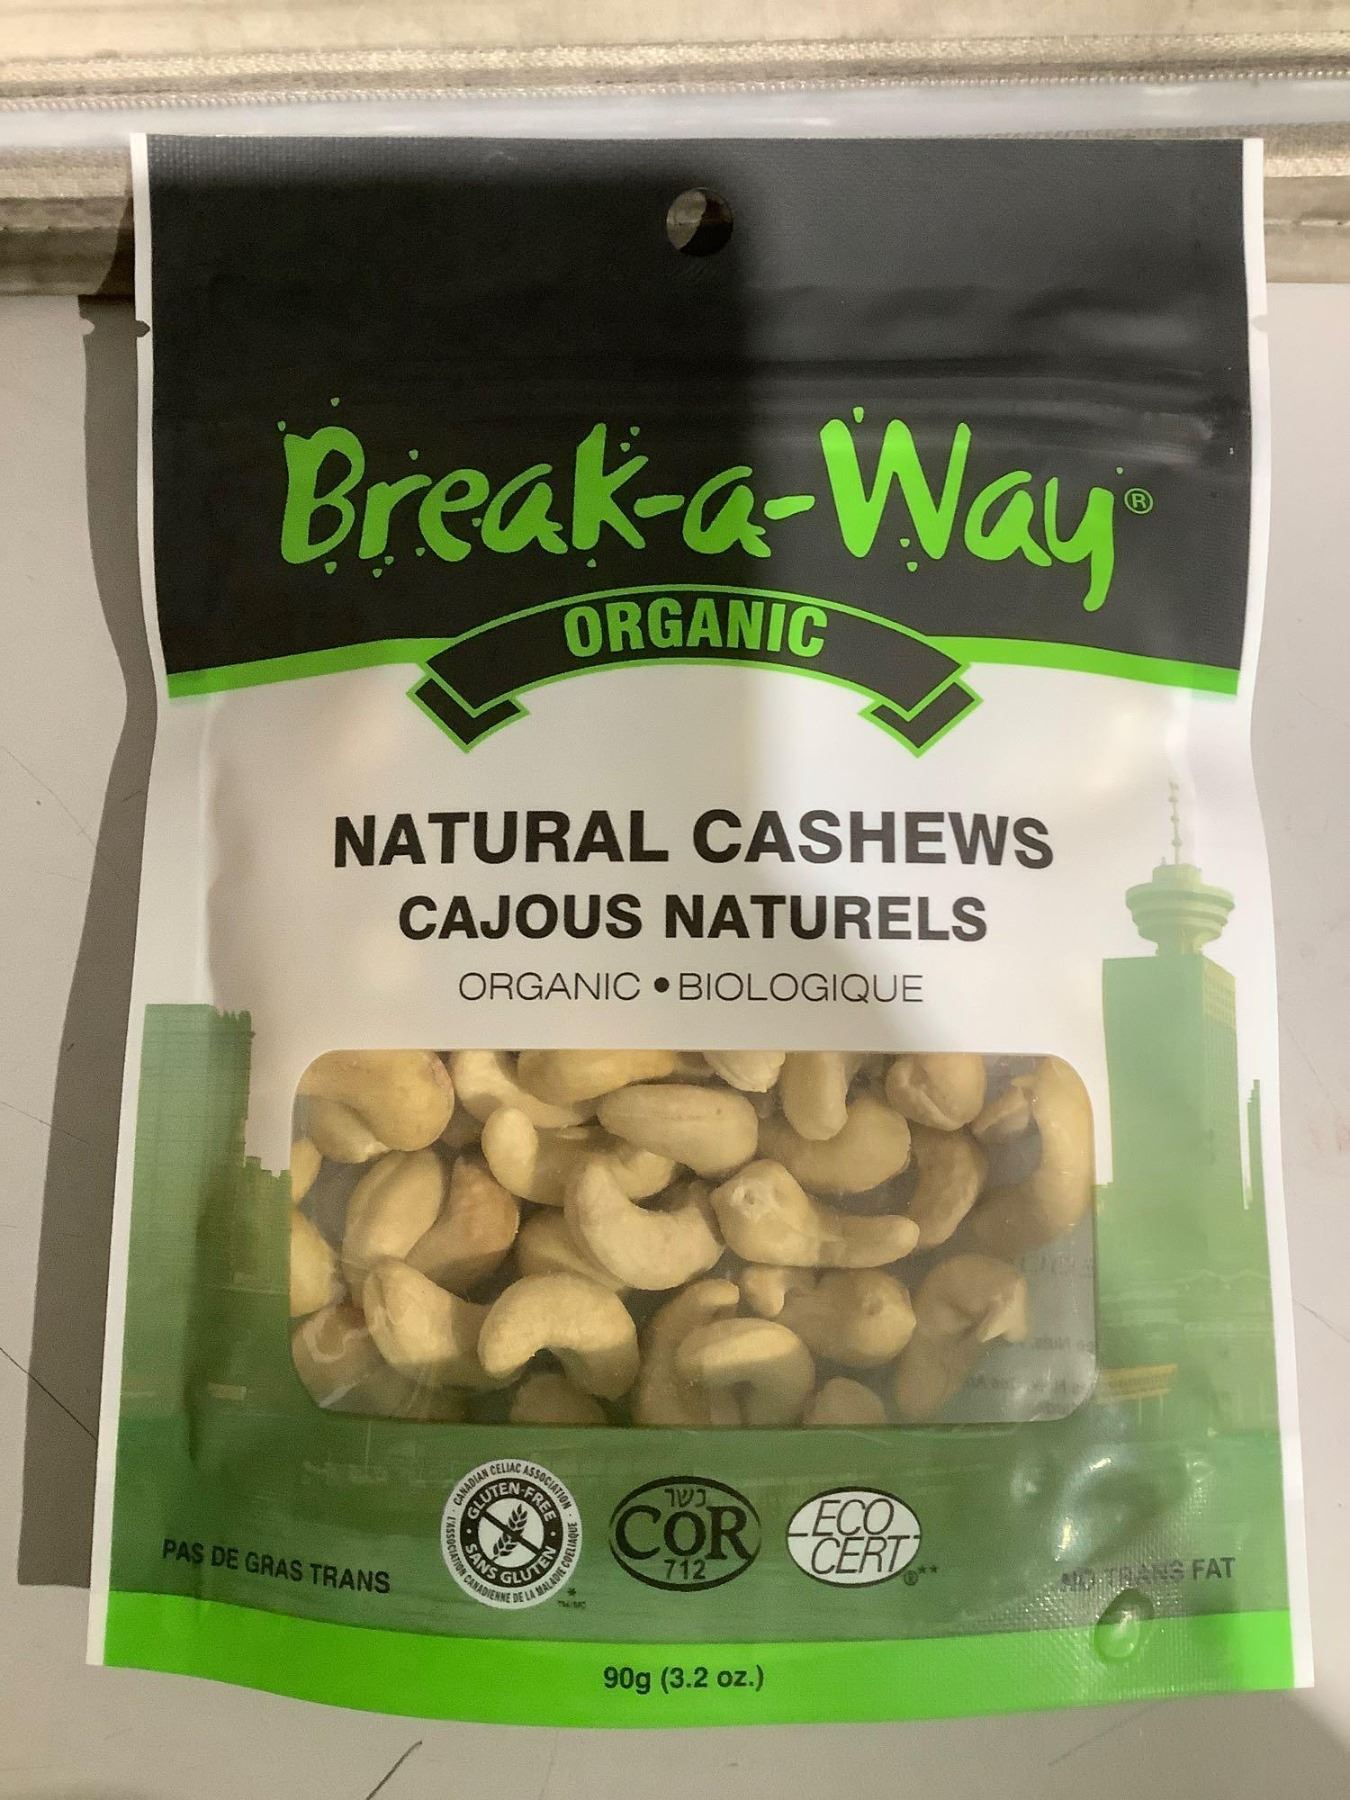 Break-a-Way®
ORGANIC
NATURAL CASHEWS
CAJOUS NATURELS
ORGANIC • BIOLOGIQUE
PAS DE GRAS TRANS
CANADIAN CELIAC ASSOCIATION
GLUTEN-FREE
SANS GLUTEN
L'ASSOCIATION CANADIENNE DE LA MALADIE COELIAQUE
*
TM/MC
כשר
COR
712
ECO
CERT
®**
NO TRANS FAT
90g (3.2 oz.)